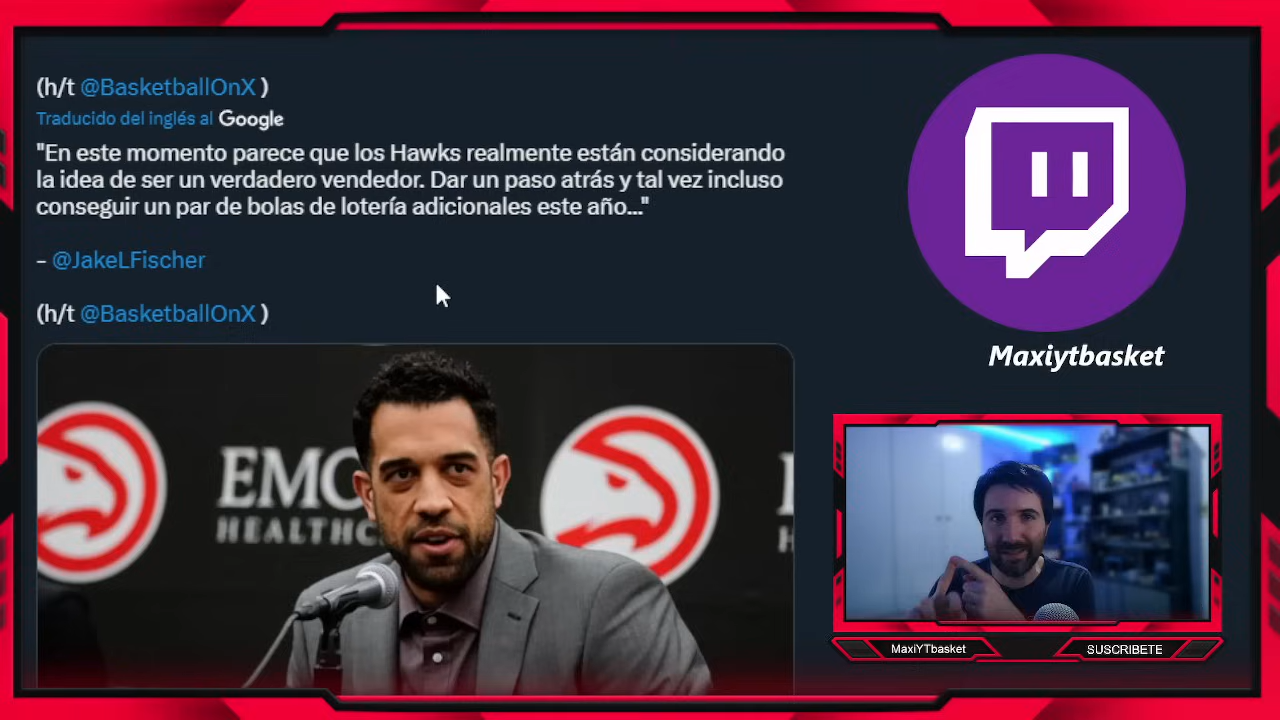 (h/t @BasketballOnX )
Traducido del inglés al Google
"En este momento parece que los Hawks realmente están considerando
la idea de ser un verdadero vendedor. Dar un paso atrás y tal vez incluso
conseguir un par de bolas de lotería adicionales este año..."
– @JakeLFischer
(h/t @BasketballOnX )
Maxiytbasket
MaxiYTbasket
SUSCRIBETE